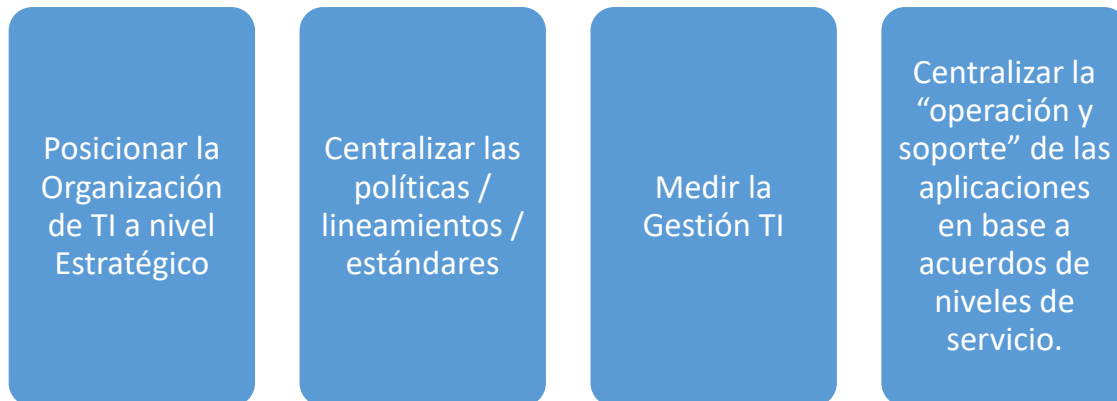 Posicionar la
Organización
de TI a nivel
Estratégico
Centralizar las
políticas /
lineamientos /
estándares
Medir la
Gestión TI
Centralizar la
“operación y
soporte” de las
aplicaciones
en base a
acuerdos de
niveles de
servicio.